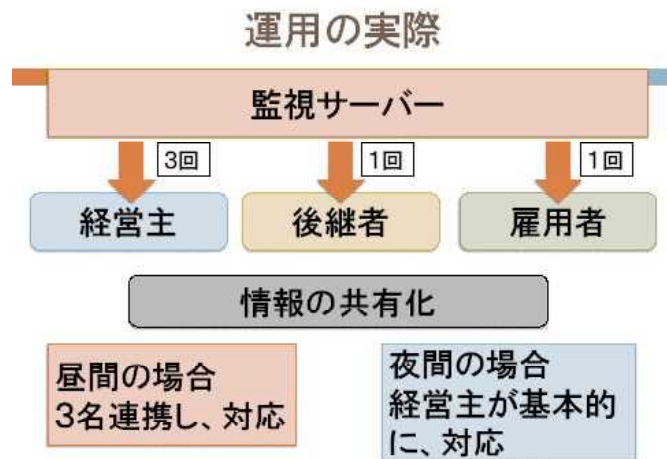 運用の実際
監視サーバー
3回
1回
1回
経営主
後継者
雇用者
情報の共有化
昼間の場合
3名連携し、対応
夜間の場合
経営主が基本的
に、対応